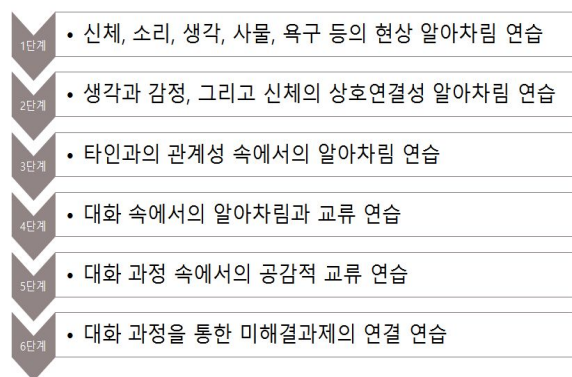 1단계
• 신체, 소리, 생각, 사물, 욕구 등의 현상 알아차림 연습
2단계
• 생각과 감정, 그리고 신체의 상호연결성 알아차림 연습
3단계
• 타인과의 관계성 속에서의 알아차림 연습
4단계
• 대화 속에서의 알아차림과 교류 연습
5단계
• 대화 과정 속에서의 공감적 교류 연습
6단계
• 대화 과정을 통한 미해결과제의 연결 연습